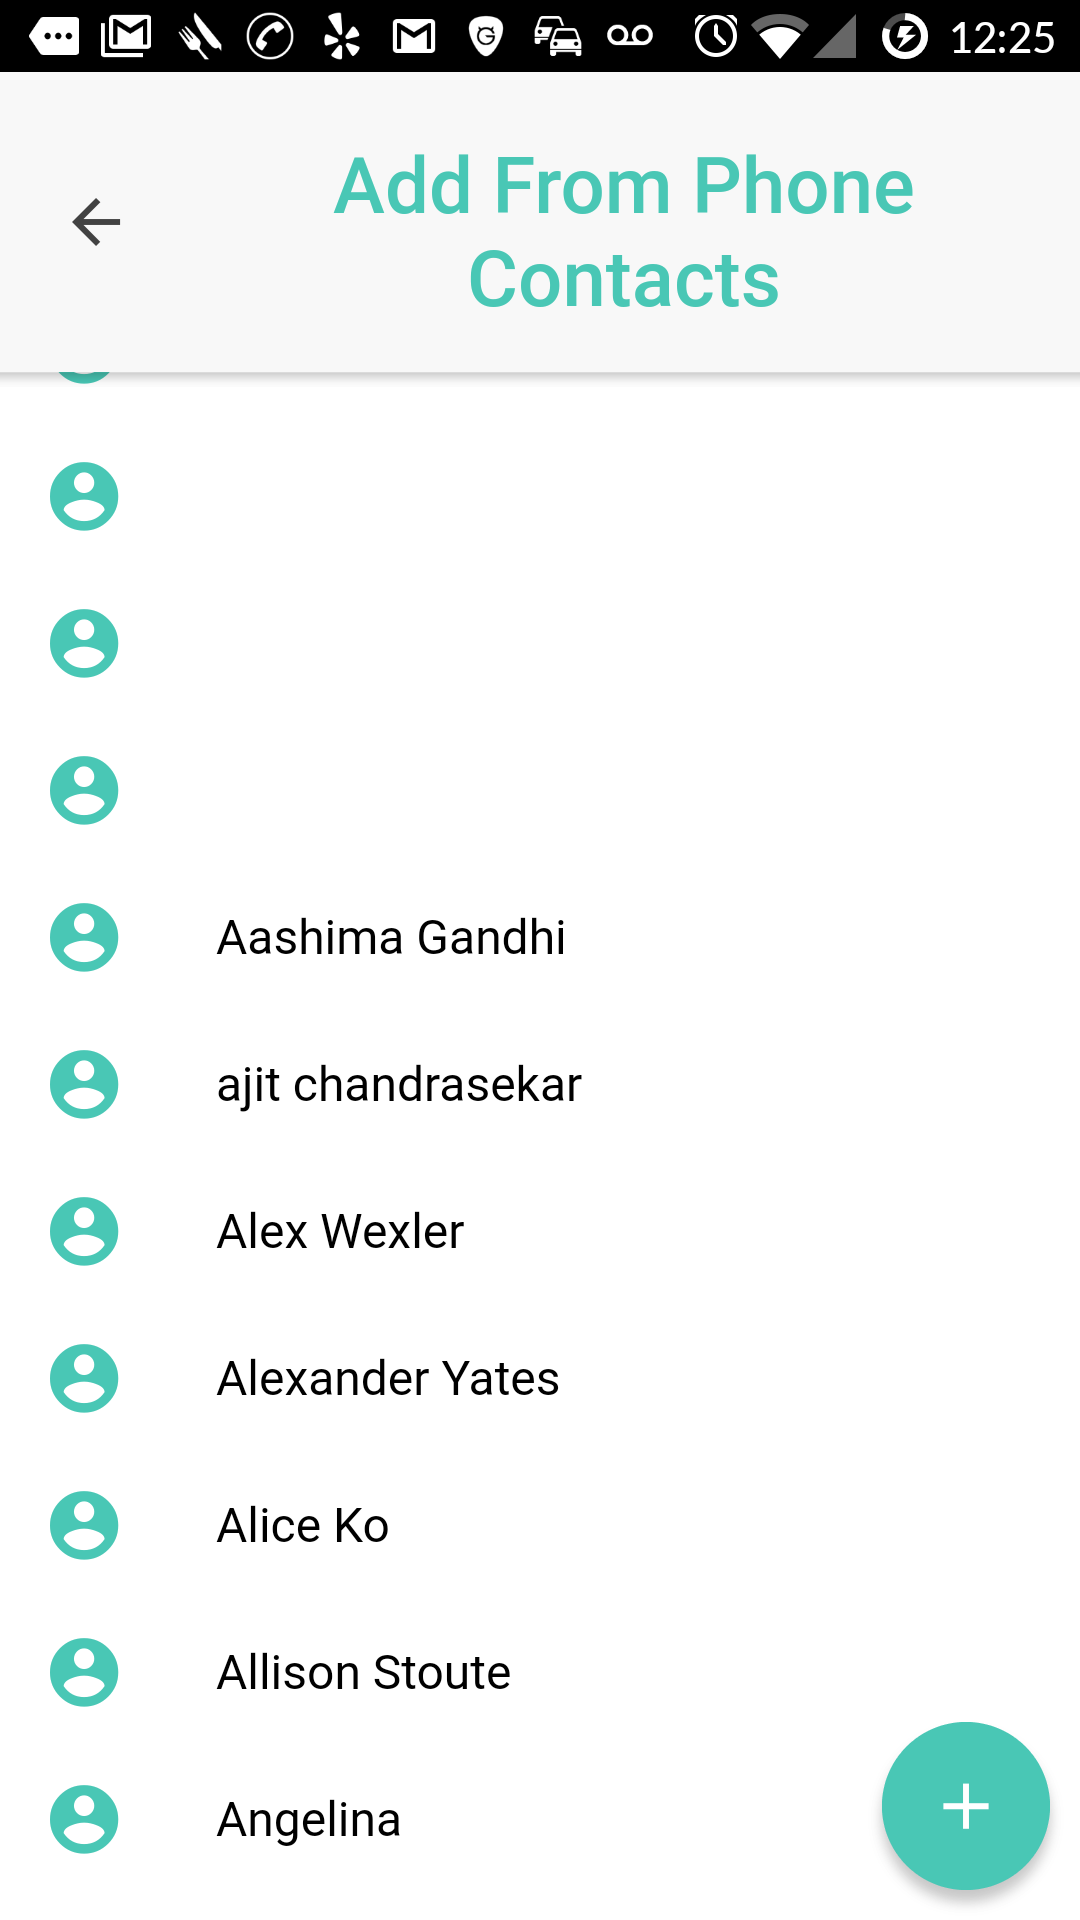 12:25
Add From Phone
Contacts
Aashima Gandhi
ajit chandrasekar
Alex Wexler
Alexander Yates
Alice Ko
Allison Stoute
Angelina